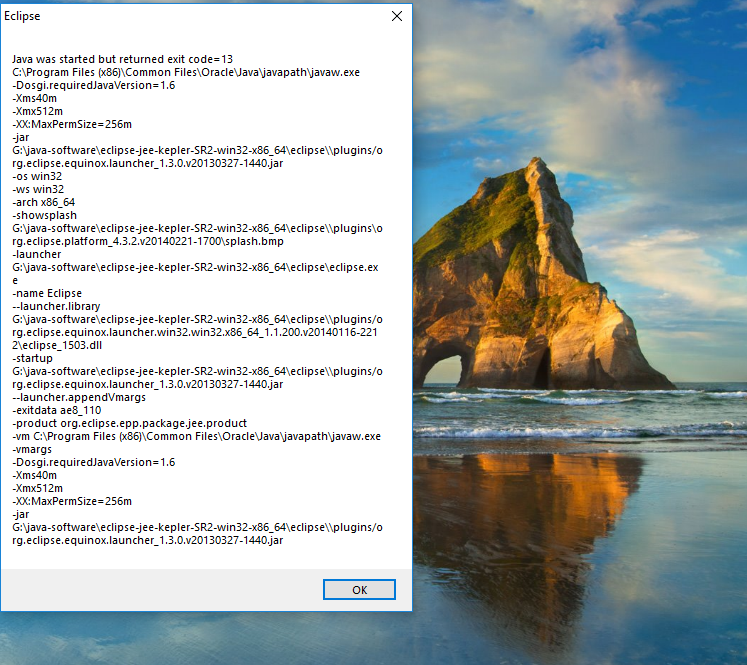 Eclipse
Java was started but returned exit code=13
C:\Program Files (x86)\Common Files\Oracle\Java\javapath\javaw.exe
-Dosgi.requiredJavaVersion=1.6
-Xms40m
-Xmx512m
-XX:MaxPermSize=256m
-jar
G:\java-software\eclipse-jee-kepler-SR2-win32-x86_64\eclipse\\plugins/o
rg.eclipse.equinox.launcher_1.3.0.v20130327-1440.jar
-os win32
-ws win32
-arch x86_64
-showsplash
G:\java-software\eclipse-jee-kepler-SR2-win32-x86_64\eclipse\\plugins\o
rg.eclipse.platform_4.3.2.v20140221-1700\splash.bmp
-launcher
G:\java-software\eclipse-jee-kepler-SR2-win32-x86_64\eclipse\eclipse.ex
e
-name Eclipse
--launcher.library
G:\java-software\eclipse-jee-kepler-SR2-win32-x86_64\eclipse\\plugins/o
rg.eclipse.equinox.launcher.win32.win32.x86_64_1.1.200.v20140116-221
2\eclipse_1503.dll
-startup
G:\java-software\eclipse-jee-kepler-SR2-win32-x86_64\eclipse\\plugins/o
rg.eclipse.equinox.launcher_1.3.0.v20130327-1440.jar
--launcher.appendVmargs
-exitdata ae8_110
-product org.eclipse.epp.package.jee.product
-vm C:\Program Files (x86)\Common Files\Oracle\Java\javapath\javaw.exe
-vmargs
-Dosgi.requiredJavaVersion=1.6
-Xms40m
-Xmx512m
-XX:MaxPermSize=256m
-jar
G:\java-software\eclipse-jee-kepler-SR2-win32-x86_64\eclipse\\plugins/o
rg.eclipse.equinox.launcher_1.3.0.v20130327-1440.jar
OK